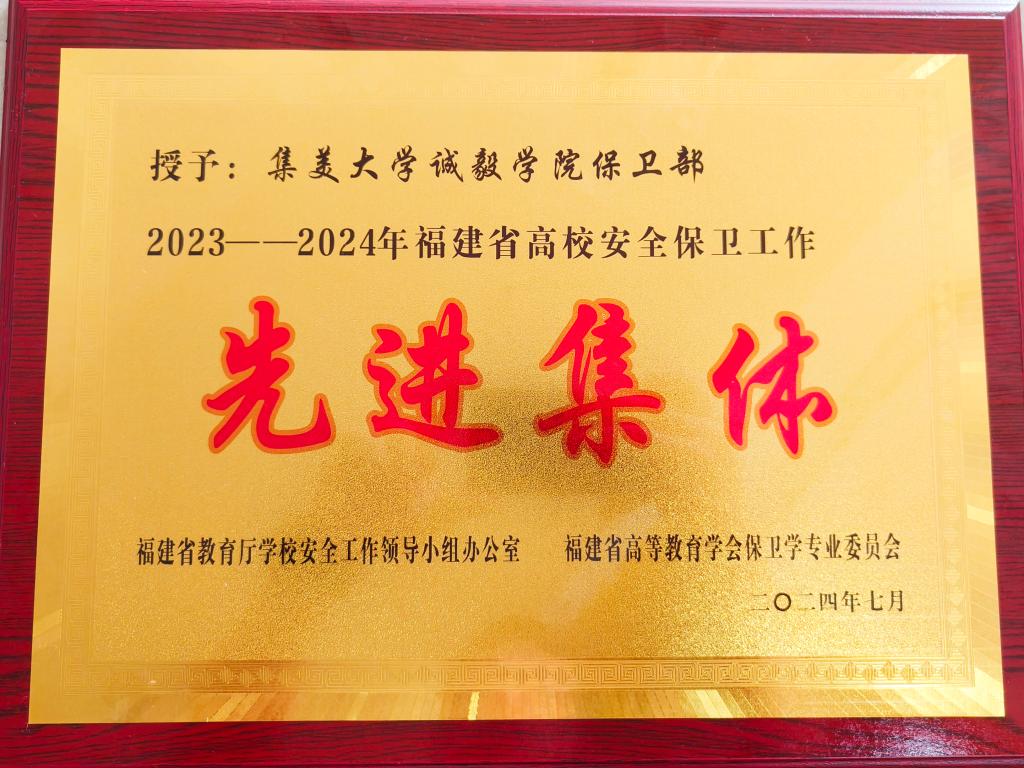 授予：集美大学诚毅学院保卫部
2023——2024年福建省高校安全保卫工作
先进集体
福建省教育厅学校安全工作领导小组办公室 福建省高等教育学会保卫学专业委员会
二〇二四年七月